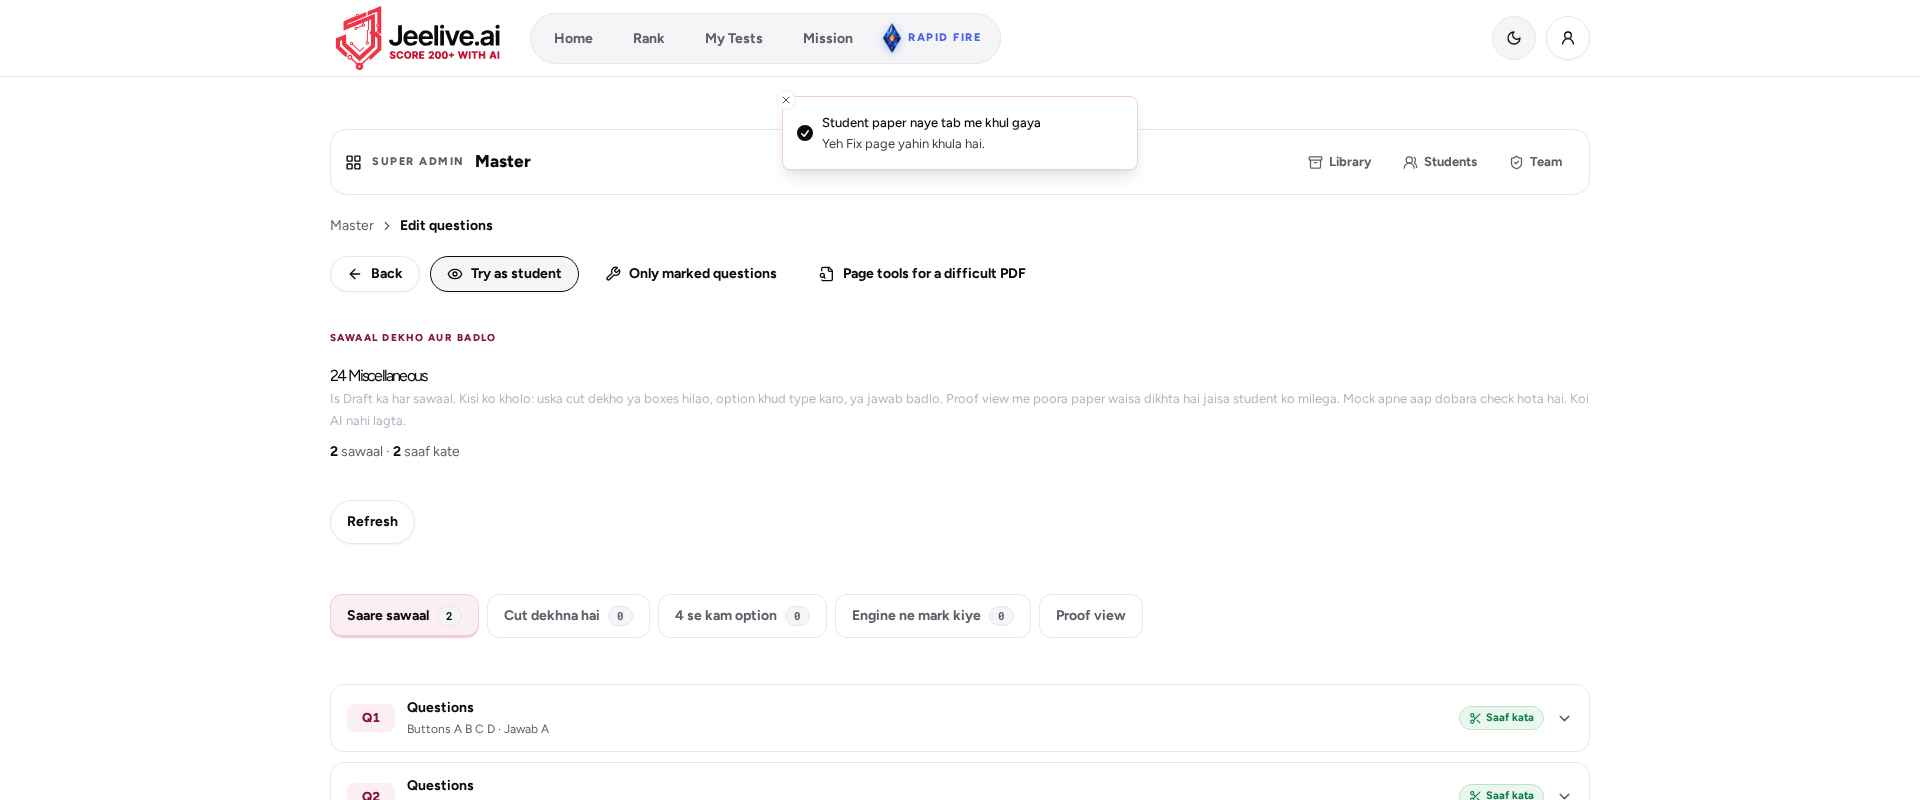 Jeelive.ai
SCORE 200+ WITH AI
Home
Rank
My Tests
Mission
RAPID FIRE
Student paper naye tab me khul gaya
Yeh Fix page yahin khula hai.
SUPER ADMIN Master
Library
Students
Team
Master > Edit questions
Back
Try as student
Only marked questions
Page tools for a difficult PDF
SAWAAL DEKHO AUR BADLO
24 Miscellaneous
Is Draft ka har sawaal. Kisi ko kholo: uska cut dekho ya boxes hilao, option khud type karo, ya jawab badlo. Proof view me poora paper waisa dikhta hai jaisa student ko milega. Mock apne aap dobara check hota hai. Koi
AI nahi lagta.
2 sawaal · 2 saaf kate
Refresh
Saare sawaal 2
Cut dekhna hai 0
4 se kam option 0
Engine ne mark kiye 0
Proof view
Q1
Questions
Buttons A B C D · Jawab A
Saaf kata
Q2
Questions
Saaf kata